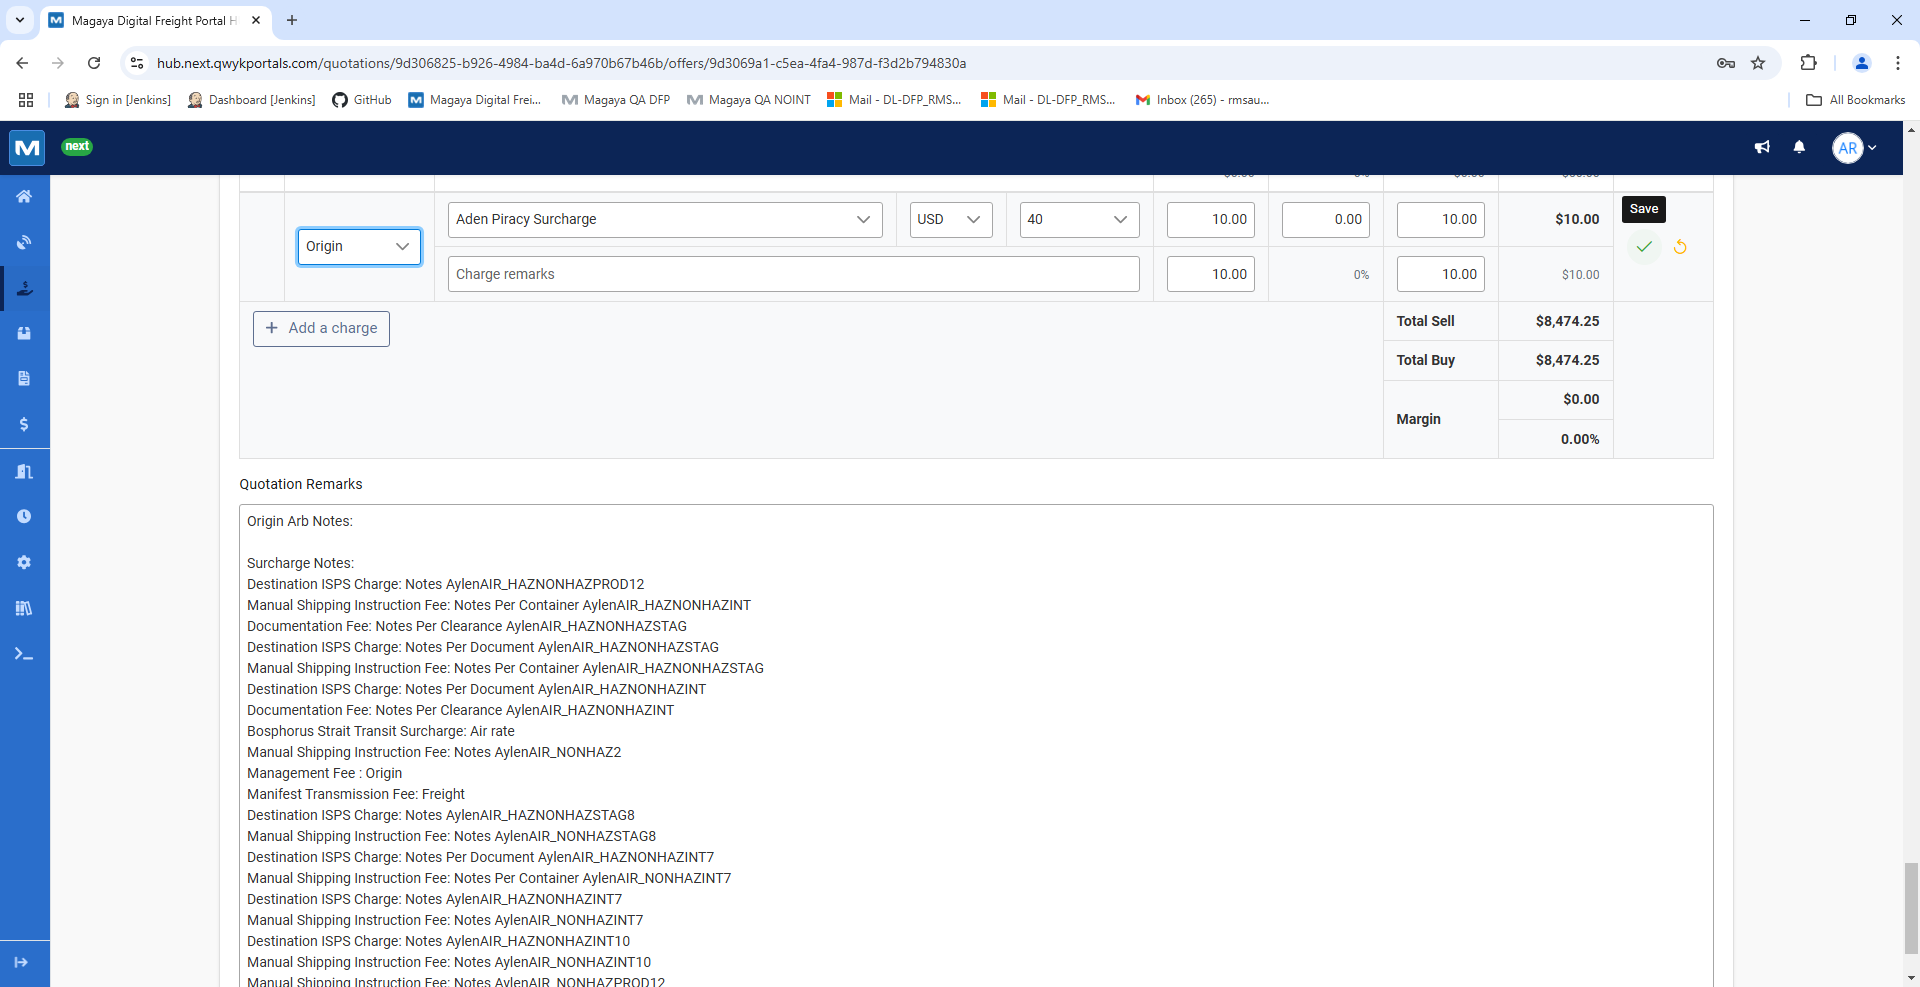 Magaya Digital Freight Portal H
hub.next.qwykportals.com/quotations/9d306825-b926-4984-ba4d-6a970b67b46b/offers/9d3069a1-c5ea-4fa4-987d-f3d2b794830a
Sign in [Jenkins]
Dashboard [Jenkins]
GitHub
Magaya Digital Frei...
Magaya QA DFP
Magaya QA NOINT
Mail - DL-DFP_RMS...
Mail - DL-DFP_RMS...
Inbox (265) - rmsau...
All Bookmarks
next
AR
Save
Origin
Aden Piracy Surcharge
USD
40
10.00
0.00
10.00
$10.00
Charge remarks
10.00
0%
10.00
$10.00
Add a charge
Total Sell
$8,474.25
Total Buy
$8,474.25
Margin
$0.00
0.00%
Quotation Remarks
Origin Arb Notes:
Surcharge Notes:
Destination ISPS Charge: Notes AylenAIR_HAZNONHAZPROD12
Manual Shipping Instruction Fee: Notes Per Container AylenAIR_HAZNONHAZINT
Documentation Fee: Notes Per Clearance AylenAIR_HAZNONHAZSTAG
Destination ISPS Charge: Notes Per Document AylenAIR_HAZNONHAZSTAG
Manual Shipping Instruction Fee: Notes Per Container AylenAIR_HAZNONHAZSTAG
Destination ISPS Charge: Notes Per Document AylenAIR_HAZNONHAZINT
Documentation Fee: Notes Per Clearance AylenAIR_HAZNONHAZINT
Bosphorus Strait Transit Surcharge: Air rate
Manual Shipping Instruction Fee: Notes AylenAIR_NONHAZ2
Management Fee : Origin
Manifest Transmission Fee: Freight
Destination ISPS Charge: Notes AylenAIR_HAZNONHAZSTAG8
Manual Shipping Instruction Fee: Notes AylenAIR_NONHAZSTAG8
Destination ISPS Charge: Notes Per Document AylenAIR_HAZNONHAZINT7
Manual Shipping Instruction Fee: Notes Per Container AylenAIR_NONHAZINT7
Destination ISPS Charge: Notes AylenAIR_HAZNONHAZINT7
Manual Shipping Instruction Fee: Notes AylenAIR_NONHAZINT7
Destination ISPS Charge: Notes AylenAIR_HAZNONHAZINT10
Manual Shipping Instruction Fee: Notes AylenAIR_NONHAZINT10
Manual Shipping Instruction Fee: Notes AylenAIR_NONHAZPROD12